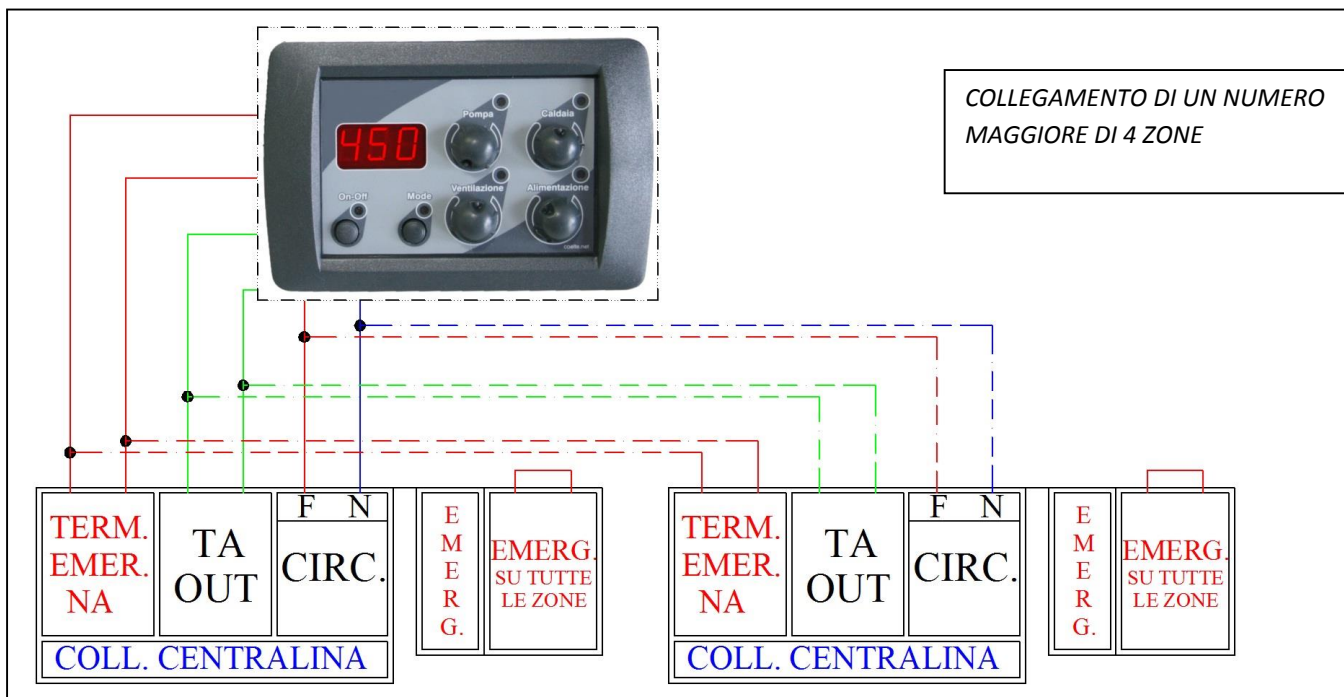 COLLEGAMENTO DI UN NUMERO
MAGGIORE DI 4 ZONE
Pompa
Caldaia
450
On-Off
Mode
Ventilazione
Alimentazione
TERM.
EMER.
NA
TA
OUT
F N
CIRC.
COLL. CENTRALINA
E
M
E
R
G.
EMERG.
SU TUTTE
LE ZONE
TERM.
EMER.
NA
TA
OUT
F N
CIRC.
COLL. CENTRALINA
E
M
E
R
G.
EMERG.
SU TUTTE
LE ZONE